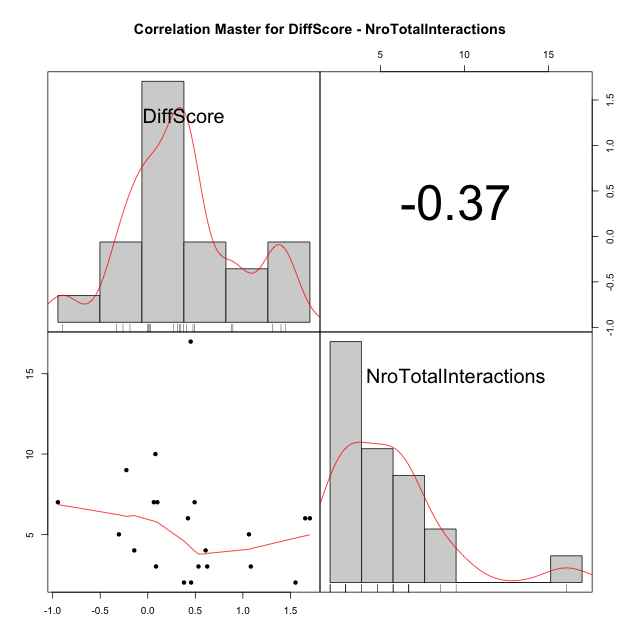 Correlation Master for DiffScore - NroTotalInteractions
5 10 15
DiffScore
-0.37
1.5
1.0
0.5
0.0
-0.5
-1.0
15
10
5
NroTotalInteractions
-1.0 -0.5 0.0 0.5 1.0 1.5